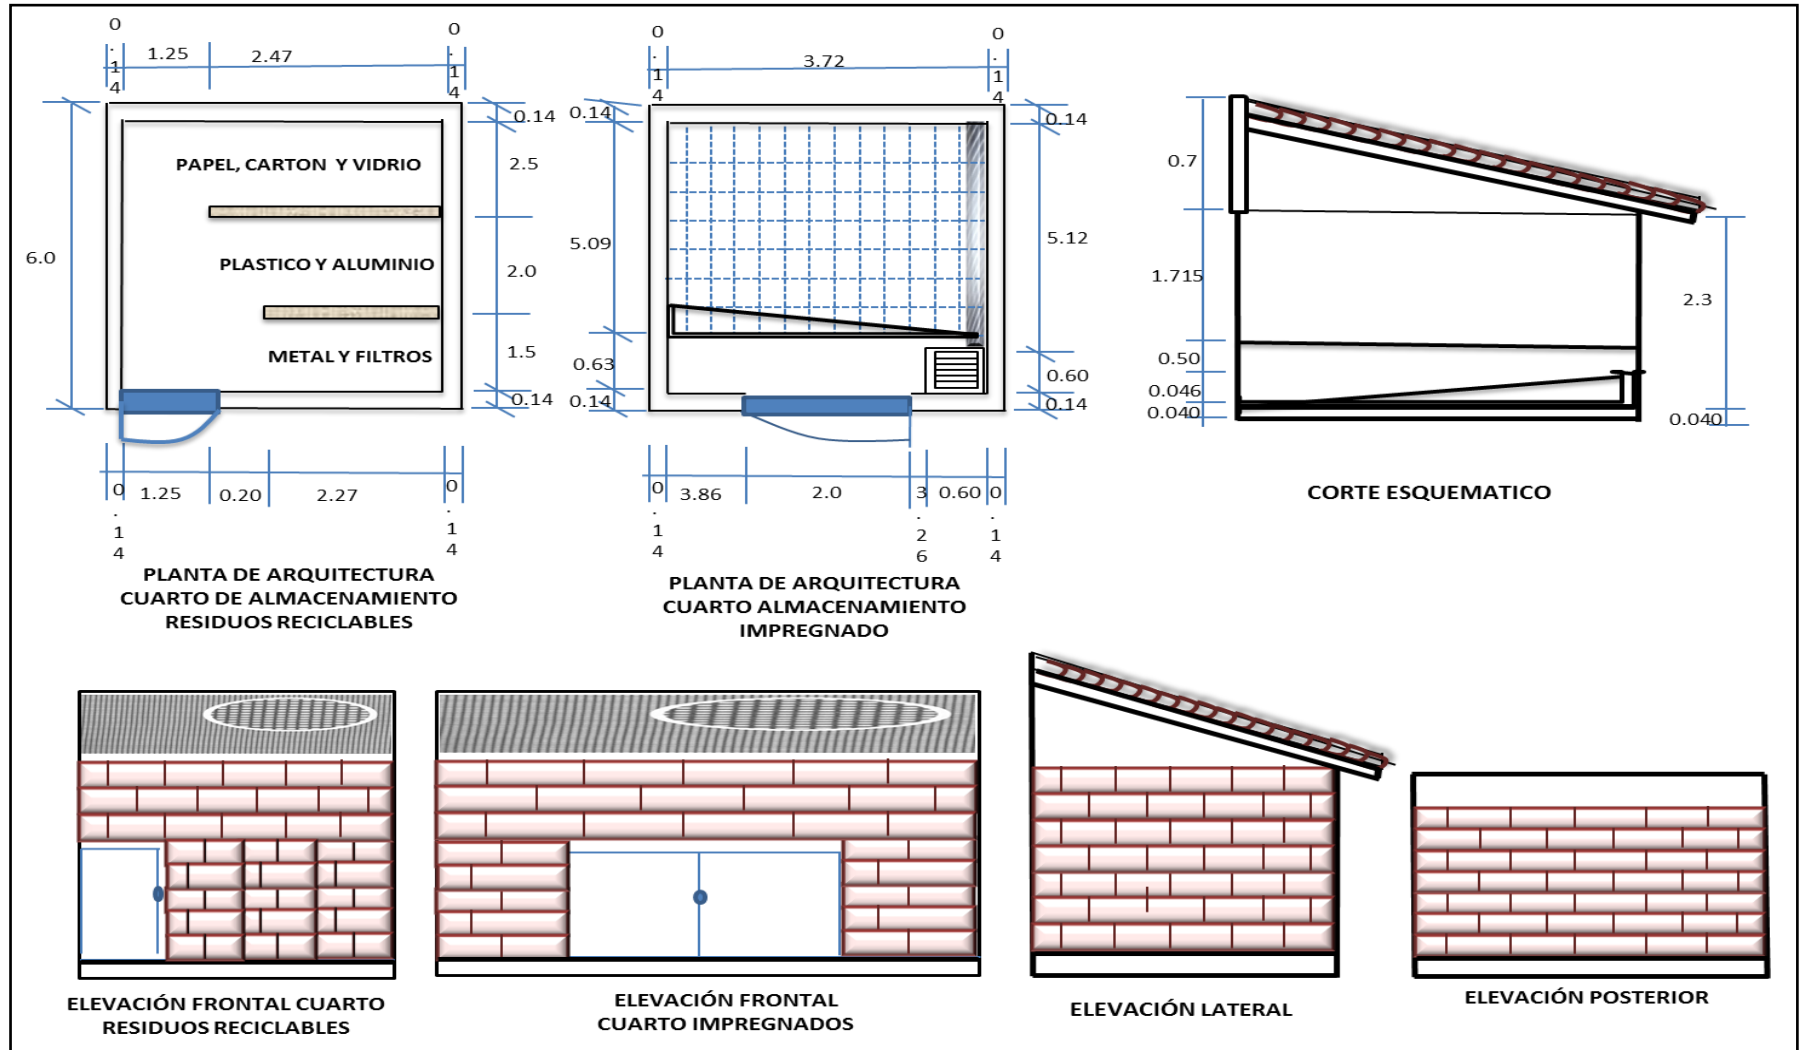 0.14
1.25
2.47
0.14
6.0
0.14
2.5
2.0
1.5
0.14
PAPEL, CARTON Y VIDRIO
PLASTICO Y ALUMINIO
METAL Y FILTROS
0.14
1.25
0.20
2.27
0.14
PLANTA DE ARQUITECTURA
CUARTO DE ALMACENAMIENTO
RESIDUOS RECICLABLES
0.14
3.72
0.14
0.14
5.09
0.63
0.14
0.14
5.12
0.60
0.14
0.14
3.86
2.0
3.26
0.60
0.14
PLANTA DE ARQUITECTURA
CUARTO ALMACENAMIENTO
IMPREGNADO
0.7
1.715
0.50
0.046
0.040
2.3
0.040
CORTE ESQUEMATICO
ELEVACIÓN FRONTAL CUARTO
RESIDUOS RECICLABLES
ELEVACIÓN FRONTAL
CUARTO IMPREGNADOS
ELEVACIÓN LATERAL
ELEVACIÓN POSTERIOR